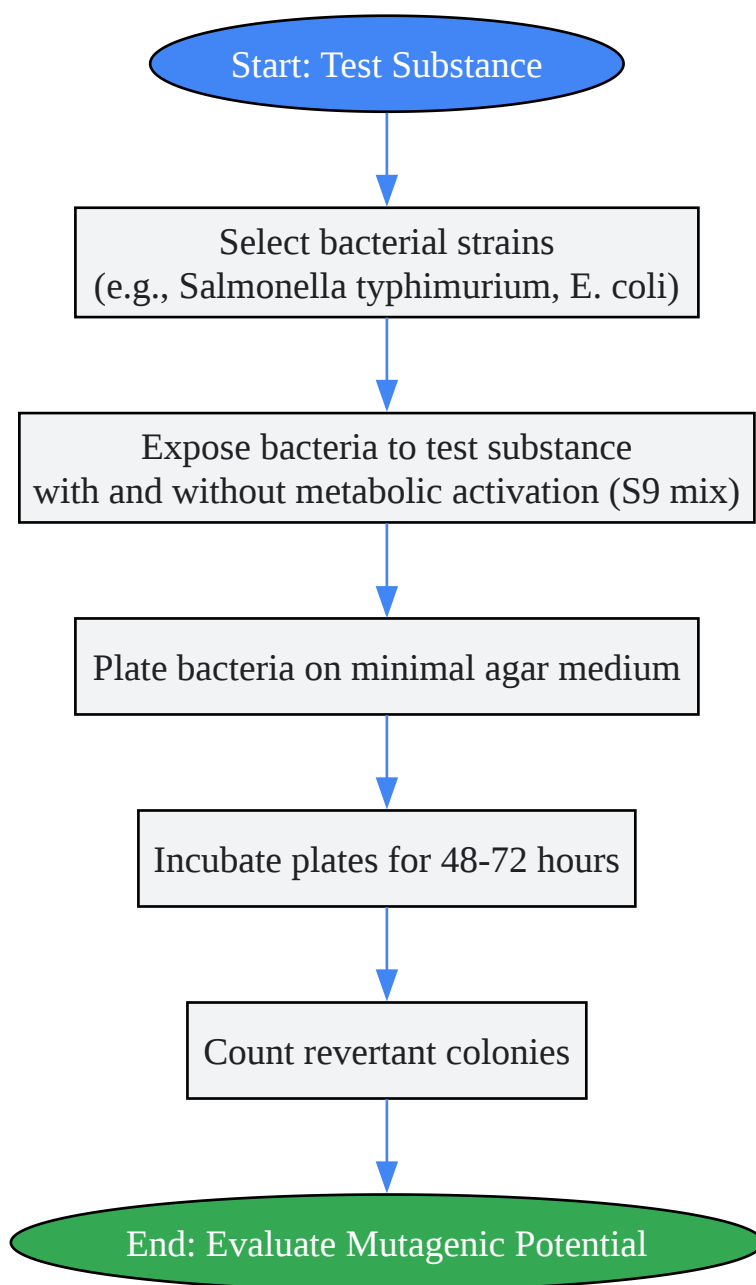 Start: Test Substance
Select bacterial strains
(e.g., Salmonella typhimurium, E. coli)
Expose bacteria to test substance
with and without metabolic activation (S9 mix)
Plate bacteria on minimal agar medium
Incubate plates for 48-72 hours
Count revertant colonies
End: Evaluate Mutagenic Potential